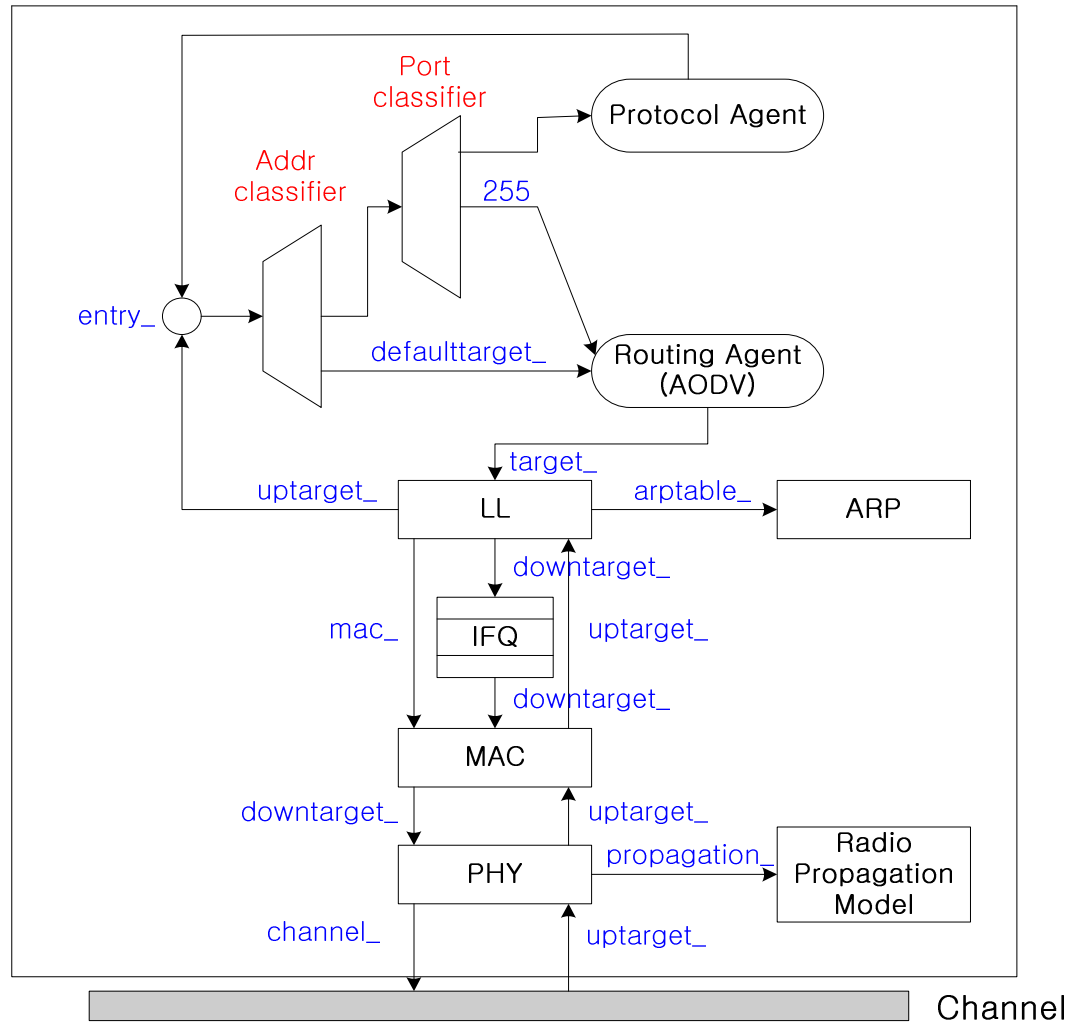 Port
classifier
Protocol Agent
Addr
classifier
255
entry_
defaulttarget_
Routing Agent
(AODV)
target_
uptarget_
LL
arptable_
ARP
downtarget_
mac_
IFQ
uptarget_
downtarget_
MAC
downtarget_
uptarget_
PHY
propagation_
Radio
Propagation
Model
channel_
uptarget_
Channel